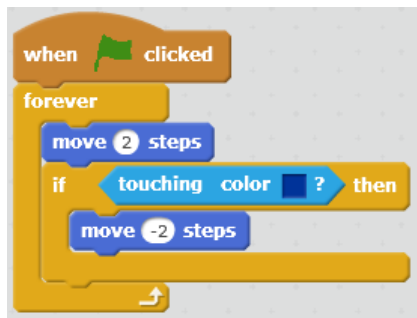 when clicked
forever
move 2 steps
if touching color ? then
move -2 steps